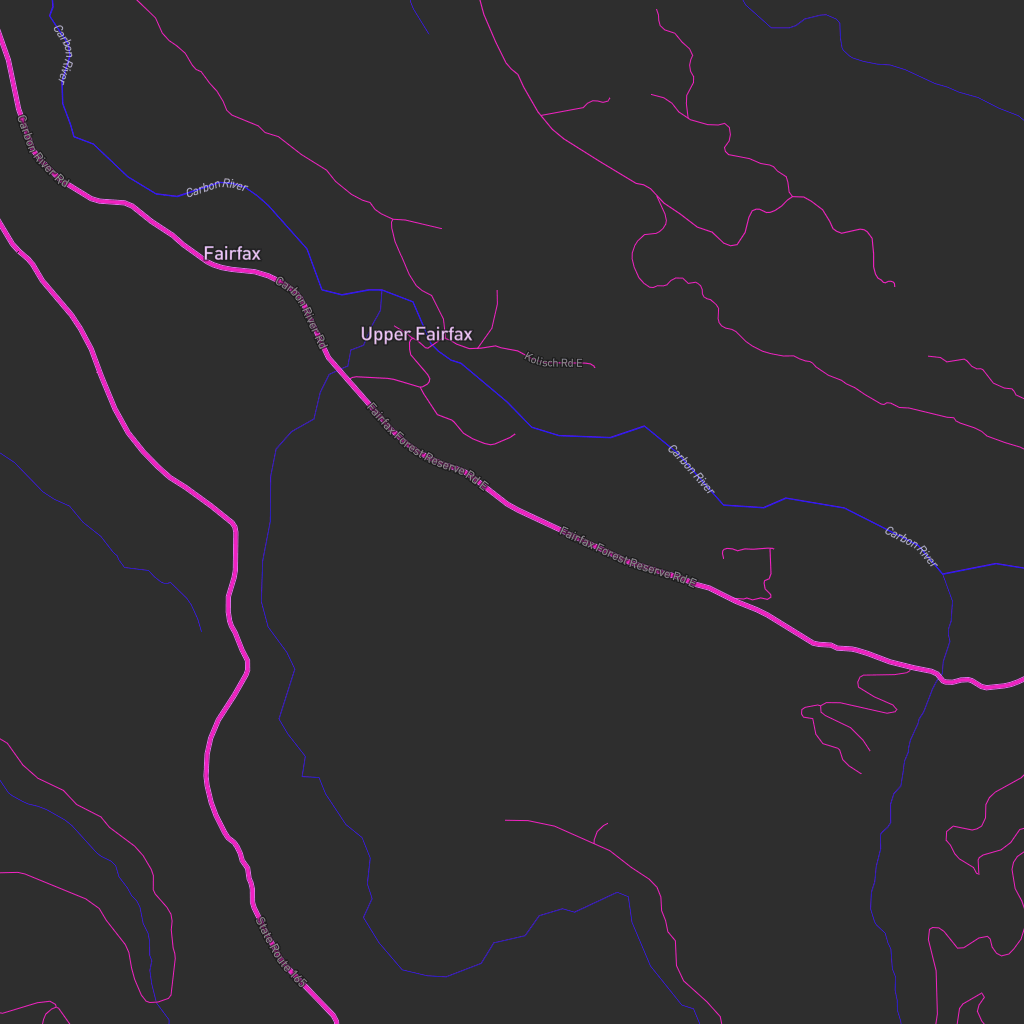 Carbon River
Carbon River Rd
Carbon River
Fairfax
Carbon River Rd
Upper Fairfax
Kolisch Rd E
Fairfax Forest Reserve Rd E
Carbon River
Fairfax Forest Reserve Rd E
Carbon River
State Route 165